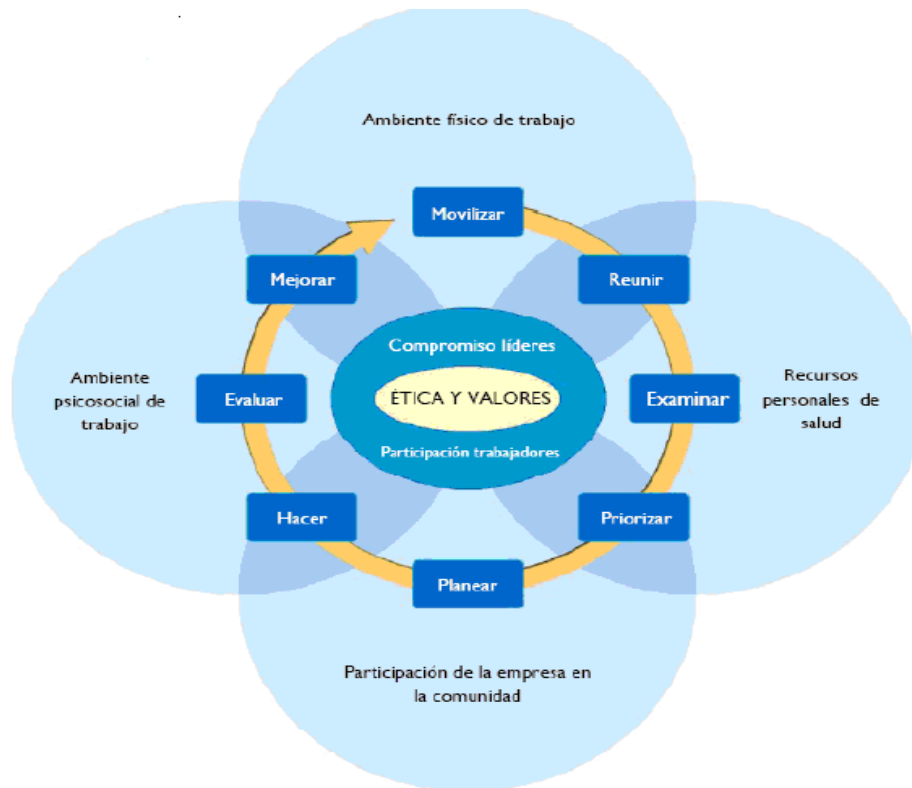 Ambiente físico de trabajo
Movilizar
Mejorar
Reunir
Compromiso líderes
Ambiente
psicosocial de
trabajo
Evaluar
ÉTICA Y VALORES
Examinar
Recursos
personales de
salud
Participación trabajadores
Hacer
Priorizar
Planear
Participación de la empresa en
la comunidad